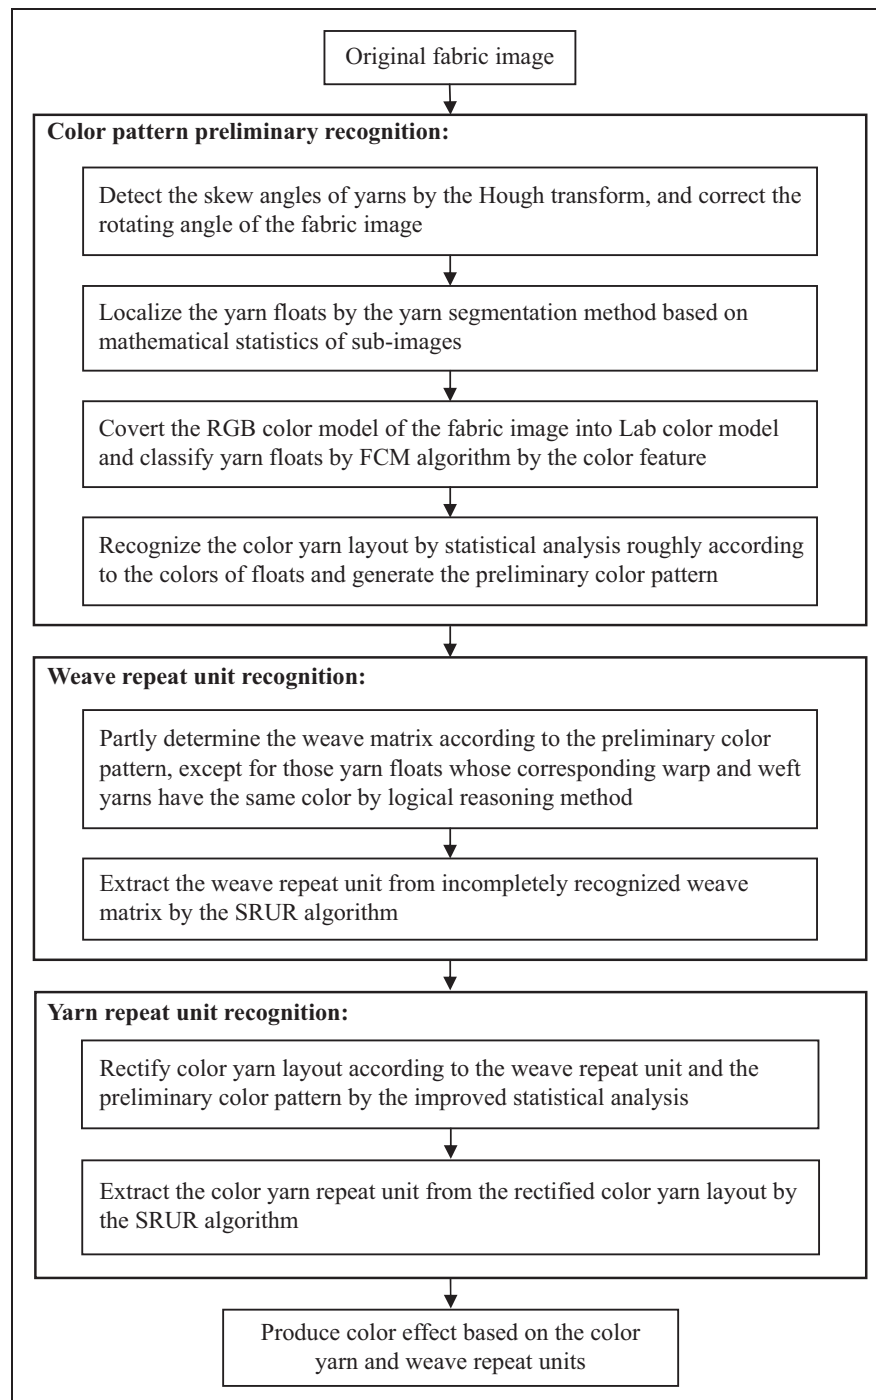 Original fabric image
Color pattern preliminary recognition:
Detect the skew angles of yarns by the Hough transform, and correct the
rotating angle of the fabric image
Localize the yarn floats by the yarn segmentation method based on
mathematical statistics of sub-images
Covert the RGB color model of the fabric image into Lab color model
and classify yarn floats by FCM algorithm by the color feature
Recognize the color yarn layout by statistical analysis roughly according
to the colors of floats and generate the preliminary color pattern
Weave repeat unit recognition:
Partly determine the weave matrix according to the preliminary color
pattern, except for those yarn floats whose corresponding warp and weft
yarns have the same color by logical reasoning method
Extract the weave repeat unit from incompletely recognized weave
matrix by the SRUR algorithm
Yarn repeat unit recognition:
Rectify color yarn layout according to the weave repeat unit and the
preliminary color pattern by the improved statistical analysis
Extract the color yarn repeat unit from the rectified color yarn layout by
the SRUR algorithm
Produce color effect based on the color
yarn and weave repeat units